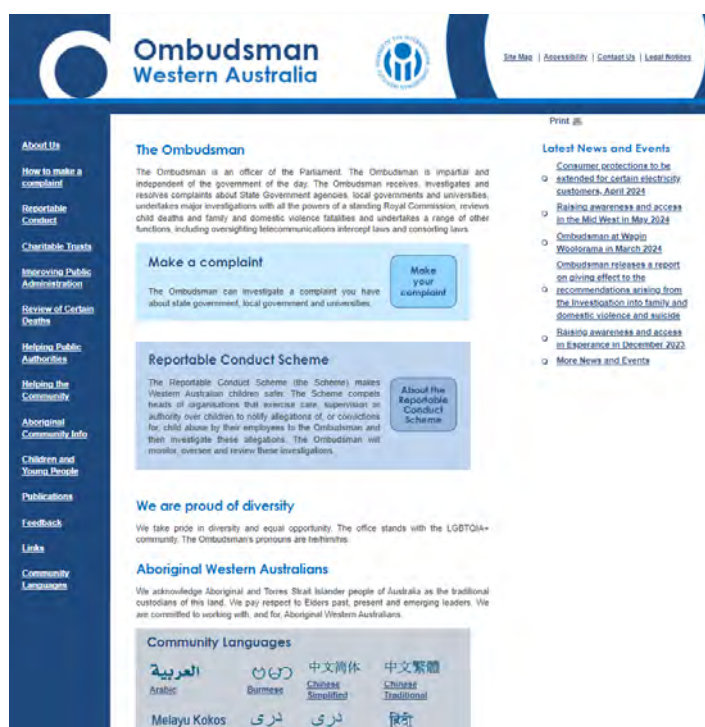 Ombudsman
Western Australia
Site Map | Accessibility | Contact Us | Legal Notices
Print
About Us
How to make a
complaint
Reportable
Conduct
Charitable Trusts
Improving Public
Administration
Review of Certain
Deaths
Helping Public
Authorities
Helping the
Community
Aboriginal
Community Info
Children and
Young People
Publications
Feedback
Links
Community
Languages
The Ombudsman
The Ombudsman is an officer of the Parliament. The Ombudsman is impartial and
independent of the government of the day. The Ombudsman receives, investigates and
resolves complaints about State Government agencies, local governments and universities,
undertakes major investigations with all the powers of a standing Royal Commission, reviews
child deaths and family and domestic violence fatalities and undertakes a range of other
functions, including oversighting telecommunications intercept laws and consorting laws.
Make a complaint
The Ombudsman can investigate a complaint you have
about state government, local government and universities.
Make
your
complaint
Reportable Conduct Scheme
The Reportable Conduct Scheme (the Scheme) makes
Western Australian children safer. The Scheme compels
heads of organisations that exercise care, supervision or
authority over children to notify allegations of, or convictions
for, child abuse by their employees to the Ombudsman and
then investigate these allegations. The Ombudsman will
monitor, oversee and review these investigations.
About the
Reportable
Conduct
Scheme
We are proud of diversity
We take pride in diversity and equal opportunity. The office stands with the LGBTQIA+
community. The Ombudsman's pronouns are he/him/his.
Aboriginal Western Australians
We acknowledge Aboriginal and Torres Strait Islander people of Australia as the traditional
custodians of this land. We pay respect to Elders past, present and emerging leaders. We
are committed to working with, and for, Aboriginal Western Australians.
Community Languages
العربية ဗမာ 中文简体 中文繁體
Arabic Burmese Chinese Simplified Chinese Traditional
Melayu Kokos دری دری हिंदी
Latest News and Events
Consumer protections to be
extended for certain electricity
customers, April 2024
Raising awareness and access
in the Mid West in May 2024
Ombudsman at Wagin
Woolorama in March 2024
Ombudsman releases a report
on giving effect to the
recommendations arising from
the Investigation into family and
domestic violence and suicide
Raising awareness and access
in Esperance in December 2023
More News and Events